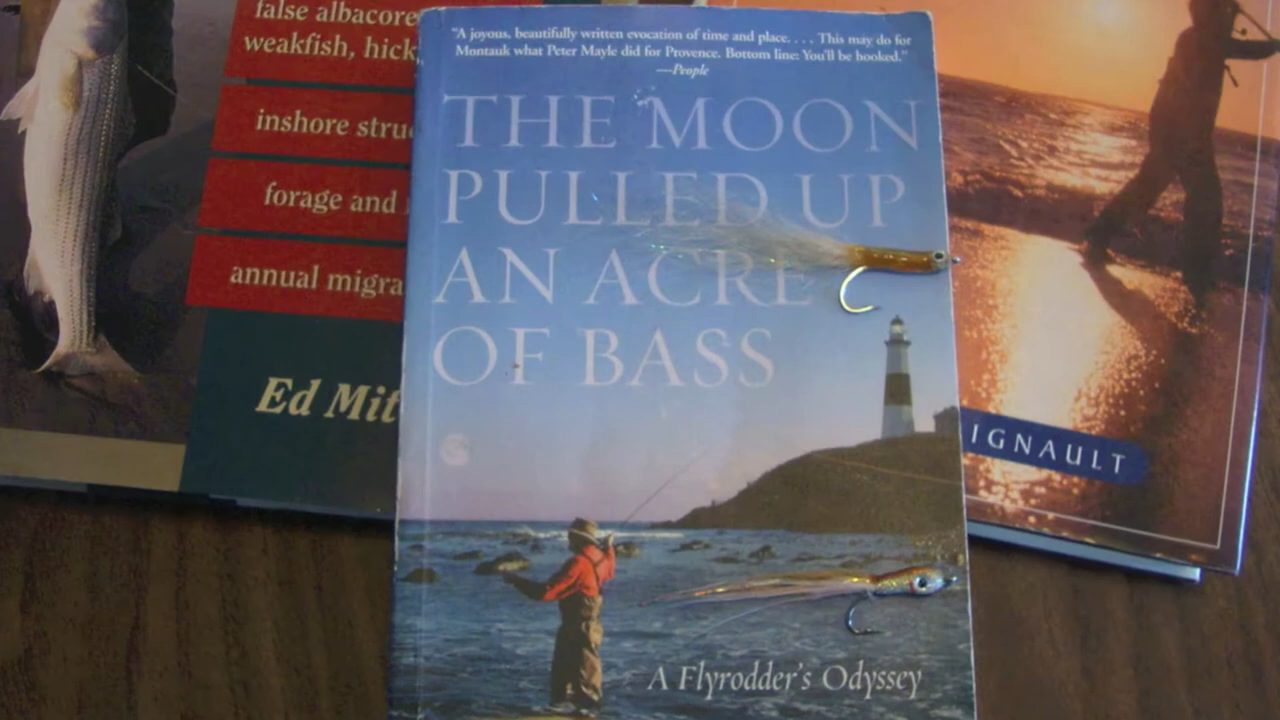 false albacore
weakfish, hick
inshore stru
forage and
annual migra
Ed Mit
"A joyous, beautifully written evocation of time and place. . . . This may do for
Montauk what Peter Mayle did for Provence. Bottom line: You'll be hooked."
—People
THE MOON
PULLED UP
AN ACRE
OF BASS
A Flyrodder's Odyssey
IGNAULT